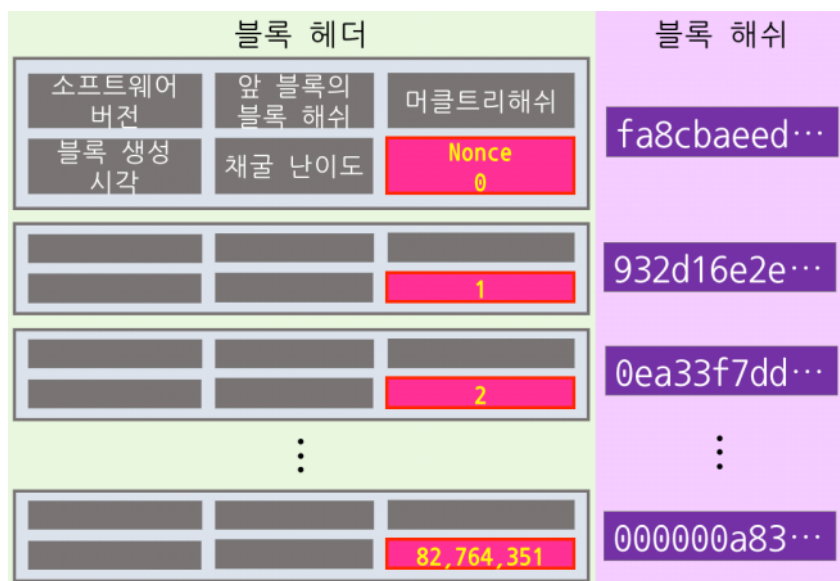 블록 헤더
블록 해쉬
소프트웨어
버전
앞 블록의
블록 해쉬
머클트리해쉬
블록 생성
시각
채굴 난이도
Nonce
0
fa8cbaeed…
1
932d16e2e…
2
0ea33f7dd…
⋮
⋮
82,764,351
000000a83…